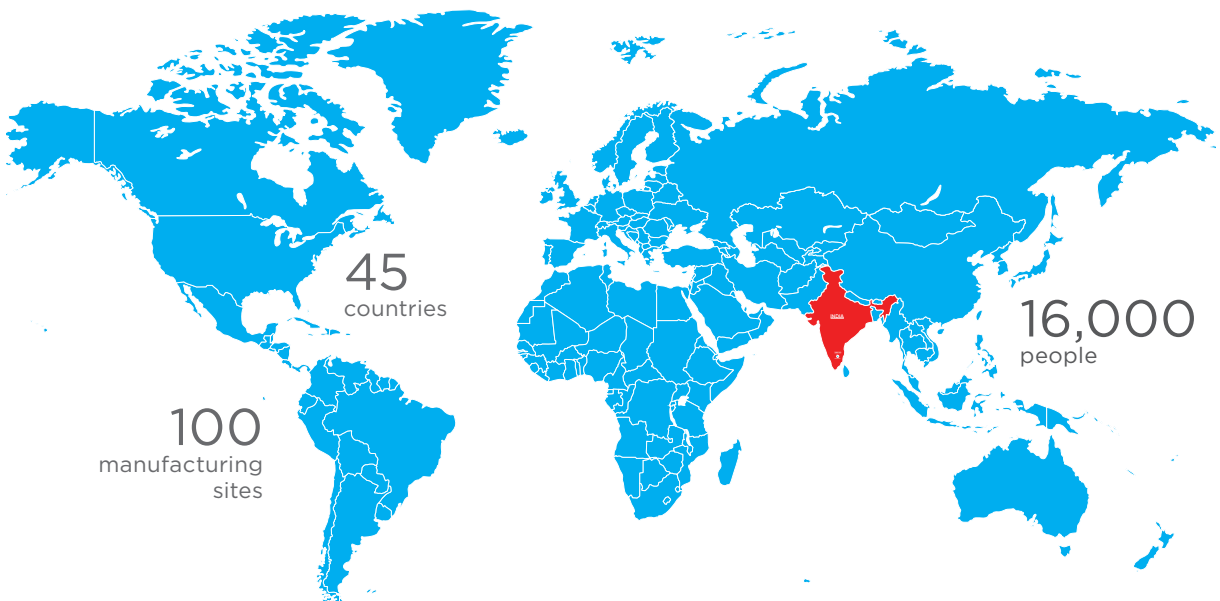 45
countries
INDIA
16,000
people
100
manufacturing
sites